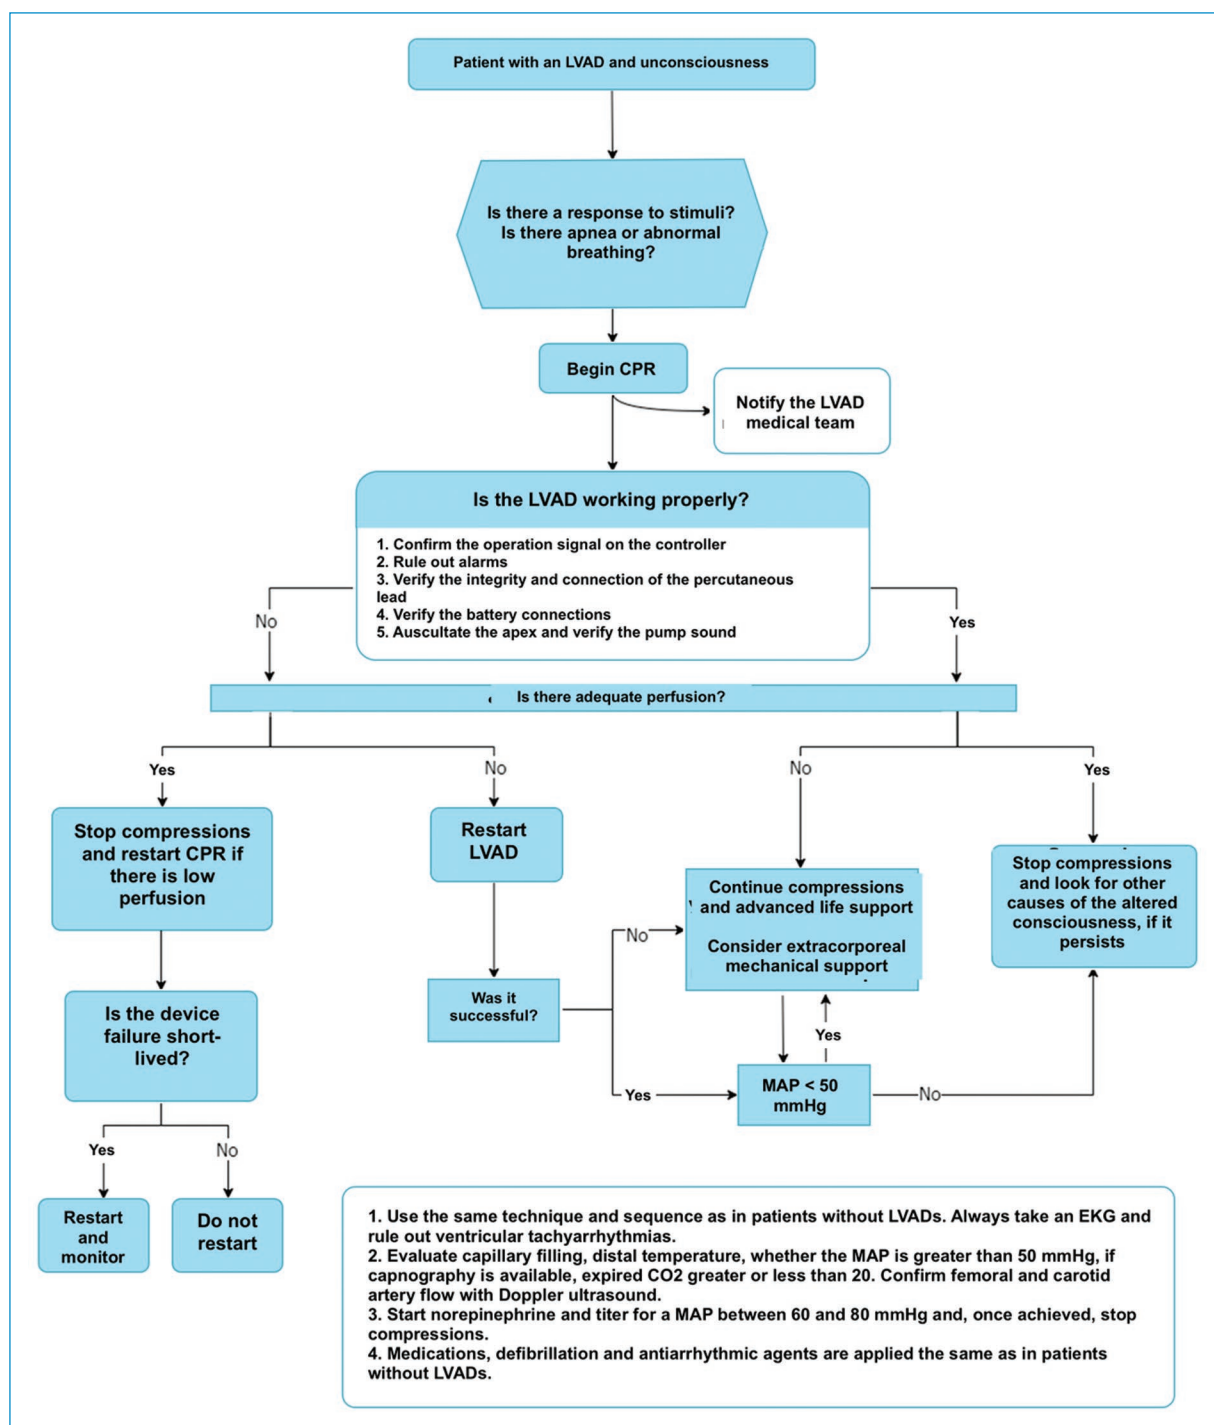 Patient with an LVAD and unconsciousness
Is there a response to stimuli?
Is there apnea or abnormal
breathing?
Begin CPR
Notify the LVAD
medical team
Is the LVAD working properly?
1. Confirm the operation signal on the controller
2. Rule out alarms
3. Verify the integrity and connection of the percutaneous
lead
4. Verify the battery connections
5. Auscultate the apex and verify the pump sound
No
Yes
Is there adequate perfusion?
Yes
No
No
Yes
Stop compressions
and restart CPR if
there is low
perfusion
Restart
LVAD
Continue compressions
and advanced life support
Consider extracorporeal
mechanical support
Stop compressions
and look for other
causes of the altered
consciousness, if it
persists
No
Was it
successful?
Is the device
failure short-
lived?
Yes
Yes
MAP < 50
mmHg
No
Yes
No
Restart
and
monitor
Do not
restart
1. Use the same technique and sequence as in patients without LVADs. Always take an EKG and
rule out ventricular tachyarrhythmias.
2. Evaluate capillary filling, distal temperature, whether the MAP is greater than 50 mmHg, if
capnography is available, expired CO2 greater or less than 20. Confirm femoral and carotid
artery flow with Doppler ultrasound.
3. Start norepinephrine and titer for a MAP between 60 and 80 mmHg and, once achieved, stop
compressions.
4. Medications, defibrillation and antiarrhythmic agents are applied the same as in patients
without LVADs.